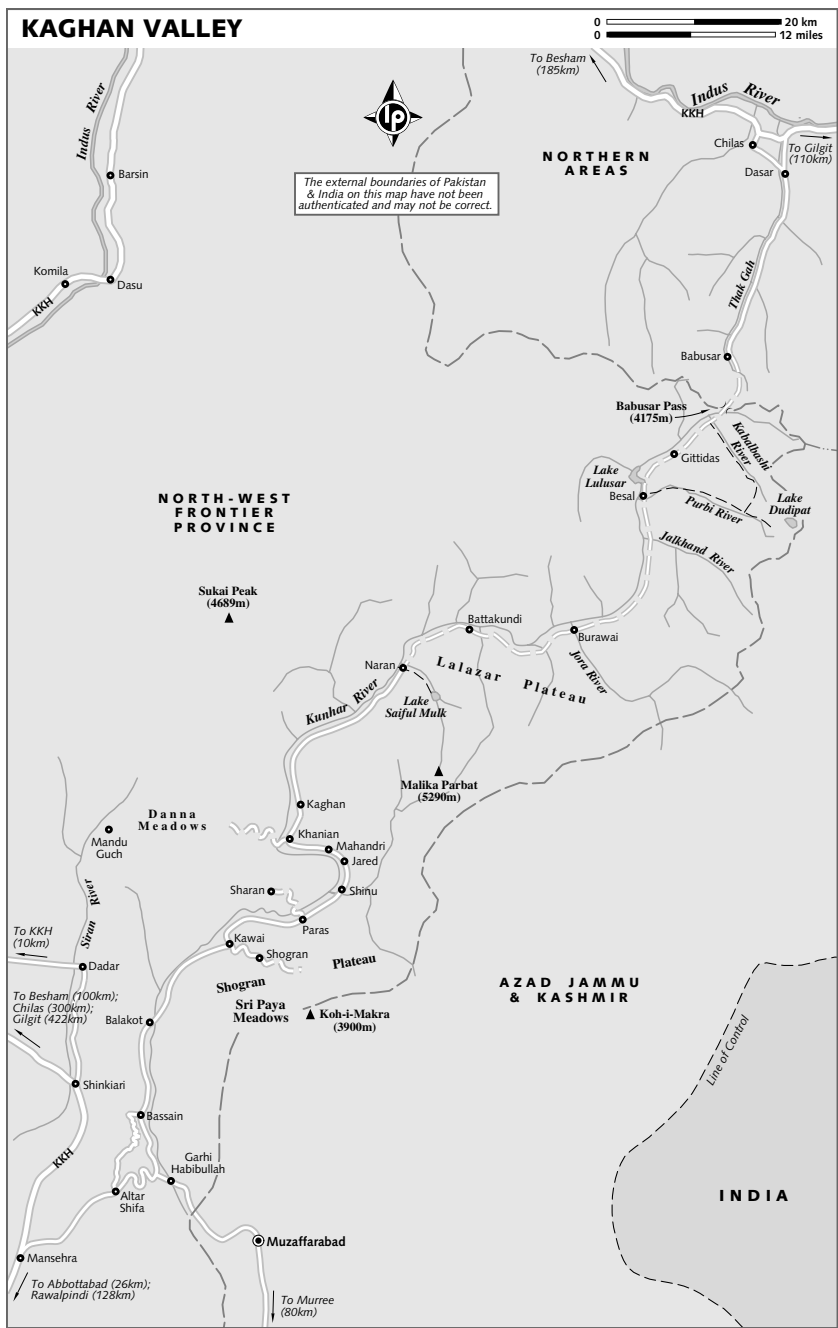 KAGHAN VALLEY
0 20 km
0 12 miles
To Besham
(185km)
Indus River
KKH
Indus River
lp
Chilas
To Gilgit
(110km)
NORTHERN
AREAS
Dasar
Barsin
The external boundaries of Pakistan
& India on this map have not been
authenticated and may not be correct.
Komila
Dasu
KKH
Thak Gah
Babusar
Babusar Pass
(4175m)
Kabalbashi
River
Gittidas
Lake
Lulusar
Besal
Purbi River
Lake
Dudipat
NORTH-WEST
FRONTIER
PROVINCE
Jalkhand River
Sukai Peak
(4689m)
Battakundi
Burawai
Naran
Lalazar Plateau
Jora River
Kunhar River
Lake
Saiful Mulk
Malika Parbat
(5290m)
Kaghan
Danna
Meadows
Mandu
Guch
Khanian
Mahandri
Jared
Sharan
Shinu
Siran River
Paras
To KKH
(10km)
Kawai
Shogran
Dadar
Shogran Plateau
AZAD JAMMU
& KASHMIR
To Besham (100km);
Chilas (300km);
Gilgit (422km)
Sri Paya
Meadows
Koh-i-Makra
(3900m)
Balakot
Line of Control
Shinkiari
Bassain
KKH
Garhi
Habibullah
Altar
Shifa
INDIA
Muzaffarabad
Mansehra
To Abbottabad (26km);
Rawalpindi (128km)
To Murree
(80km)